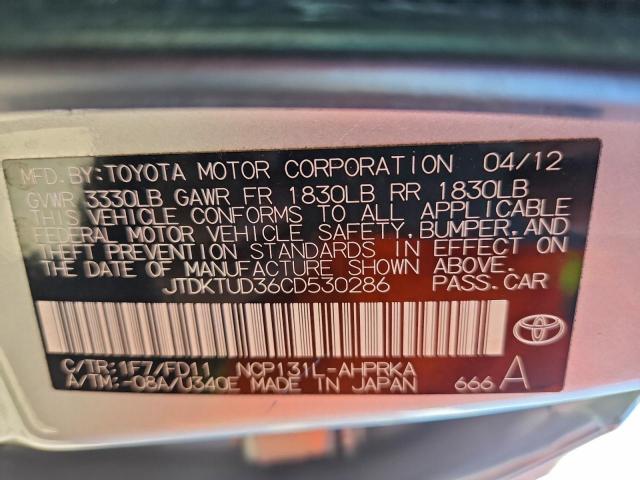 MFD.BY:TOYOTA MOTOR CORPORATION 04/12
GVWR 3330LB GAWR FR 1830LB RR 1830LB
THIS VEHICLE CONFORMS TO ALL APPLICABLE
FEDERAL MOTOR VEHICLE SAFETY, BUMPER, AND
THEFT PREVENTION STANDARDS IN EFFECT ON
THE DATE OF MANUFACTURE SHOWN ABOVE.
JTDKTUD36CD530286 PASS.CAR
C/TR:1F7/FD11 NCP131L-AHPRKA
A/TM:-08A/U340E MADE IN JAPAN 666 A